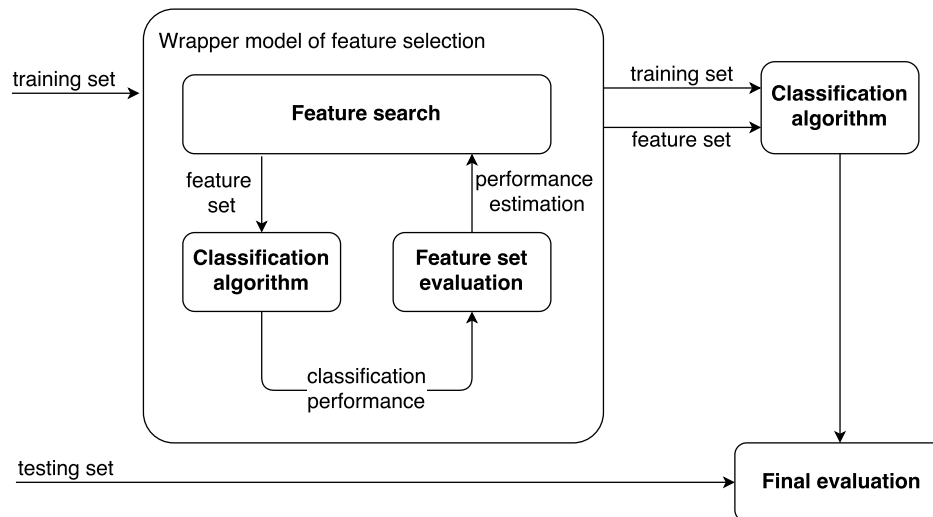 Wrapper model of feature selection
training set
Feature search
feature
set
performance
estimation
Classification
algorithm
Feature set
evaluation
classification
performance
training set
feature set
Classification
algorithm
testing set
Final evaluation